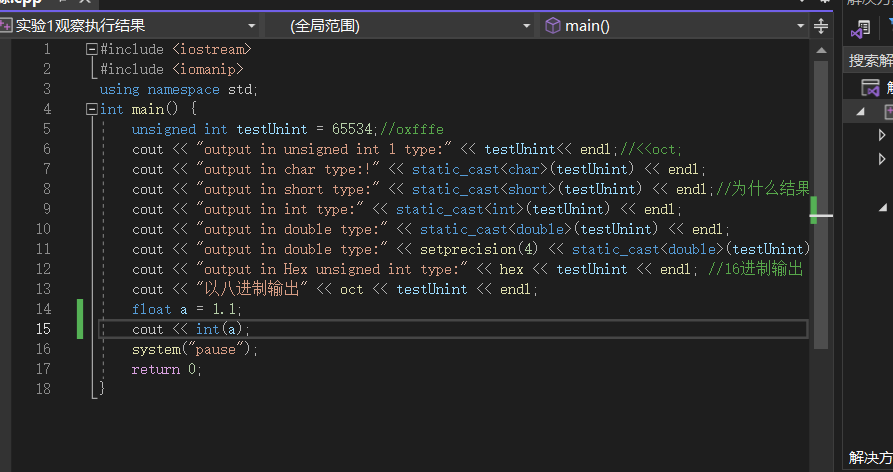 实验1观察执行结果 (全局范围) main()
解决方
搜索解
1 #include <iostream>
2 #include <iomanip>
3 using namespace std;
4 int main() {
5 unsigned int testUnint = 65534;//oxfffe
6 cout << "output in unsigned int 1 type:" << testUnint<< endl;//<<oct;
7 cout << "output in char type:!" << static_cast<char>(testUnint) << endl;
8 cout << "output in short type:" << static_cast<short>(testUnint) << endl;//为什么结果
9 cout << "output in int type:" << static_cast<int>(testUnint) << endl;
10 cout << "output in double type:" << static_cast<double>(testUnint) << endl;
11 cout << "output in double type:" << setprecision(4) << static_cast<double>(testUnint)
12 cout << "output in Hex unsigned int type:" << hex << testUnint << endl; //16进制输出
13 cout << "以八进制输出" << oct << testUnint << endl;
14 float a = 1.1;
15 cout << int(a);
16 system("pause");
17 return 0;
18 }
解决方